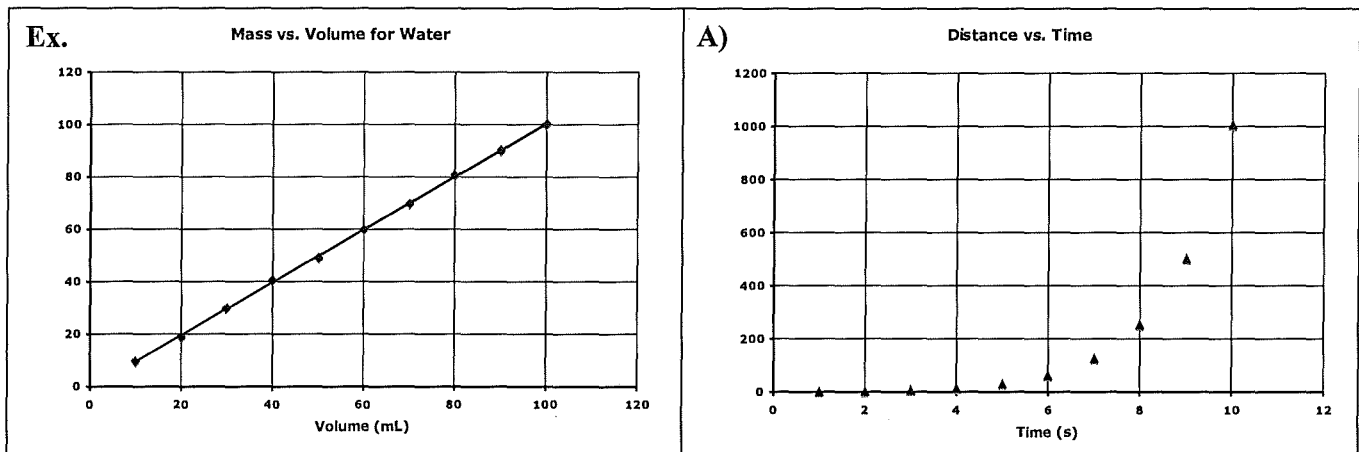 Ex.
Mass vs. Volume for Water
120
100
80
60
40
20
0
0 20 40 60 80 100 120
Volume (mL)
A)
Distance vs. Time
1200
1000
800
600
400
200
0
0 2 4 6 8 10 12
Time (s)